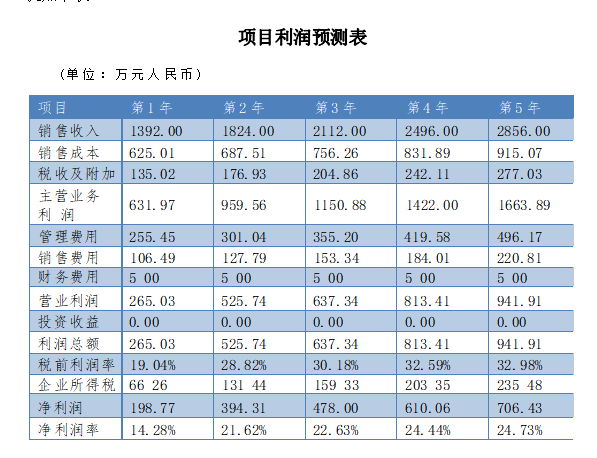 项目利润预测表
(单位：万元人民币)
项目 第1年 第2年 第3年 第4年 第5年
销售收入 1392.00 1824.00 2112.00 2496.00 2856.00
销售成本 625.01 687.51 756.26 831.89 915.07
税收及附加 135.02 176.93 204.86 242.11 277.03
主营业务
利 润 631.97 959.56 1150.88 1422.00 1663.89
管理费用 255.45 301.04 355.20 419.58 496.17
销售费用 106.49 127.79 153.34 184.01 220.81
财务费用 5 00 5 00 5 00 5 00 5 00
营业利润 265.03 525.74 637.34 813.41 941.91
投资收益 0.00 0.00 0.00 0.00 0.00
利润总额 265.03 525.74 637.34 813.41 941.91
税前利润率 19.04% 28.82% 30.18% 32.59% 32.98%
企业所得税 66 26 131 44 159 33 203 35 235 48
净利润 198.77 394.31 478.00 610.06 706.43
净利润率 14.28% 21.62% 22.63% 24.44% 24.73%